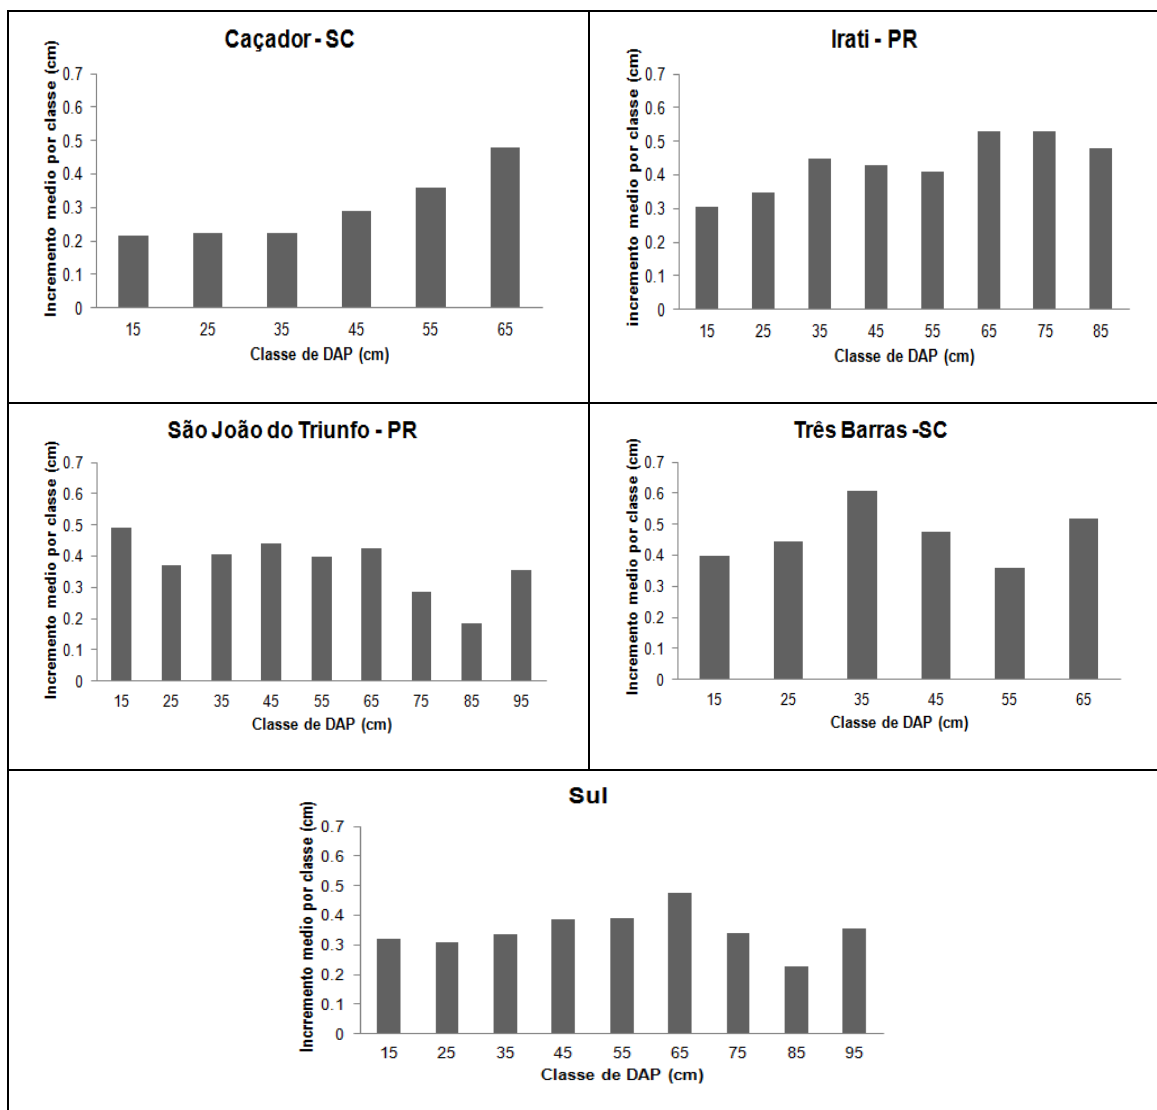 Caçador - SC
Incremento medio por classe (cm)
0.7
0.6
0.5
0.4
0.3
0.2
0.1
0
15 25 35 45 55 65
Classe de DAP (cm)
Irati - PR
incremento medio por classe (cm)
0.7
0.6
0.5
0.4
0.3
0.2
0.1
0
15 25 35 45 55 65 75 85
Classe de DAP (cm)
São João do Triunfo - PR
Incremento medio por classe (cm)
0.7
0.6
0.5
0.4
0.3
0.2
0.1
0
15 25 35 45 55 65 75 85 95
Classe de DAP (cm)
Três Barras -SC
Incremento medio por classe (cm)
0.7
0.6
0.5
0.4
0.3
0.2
0.1
0
15 25 35 45 55 65
Classe de DAP (cm)
Sul
Incrremento medio por classe (cm)
0.7
0.6
0.5
0.4
0.3
0.2
0.1
0
15 25 35 45 55 65 75 85 95
Classe de DAP (cm)